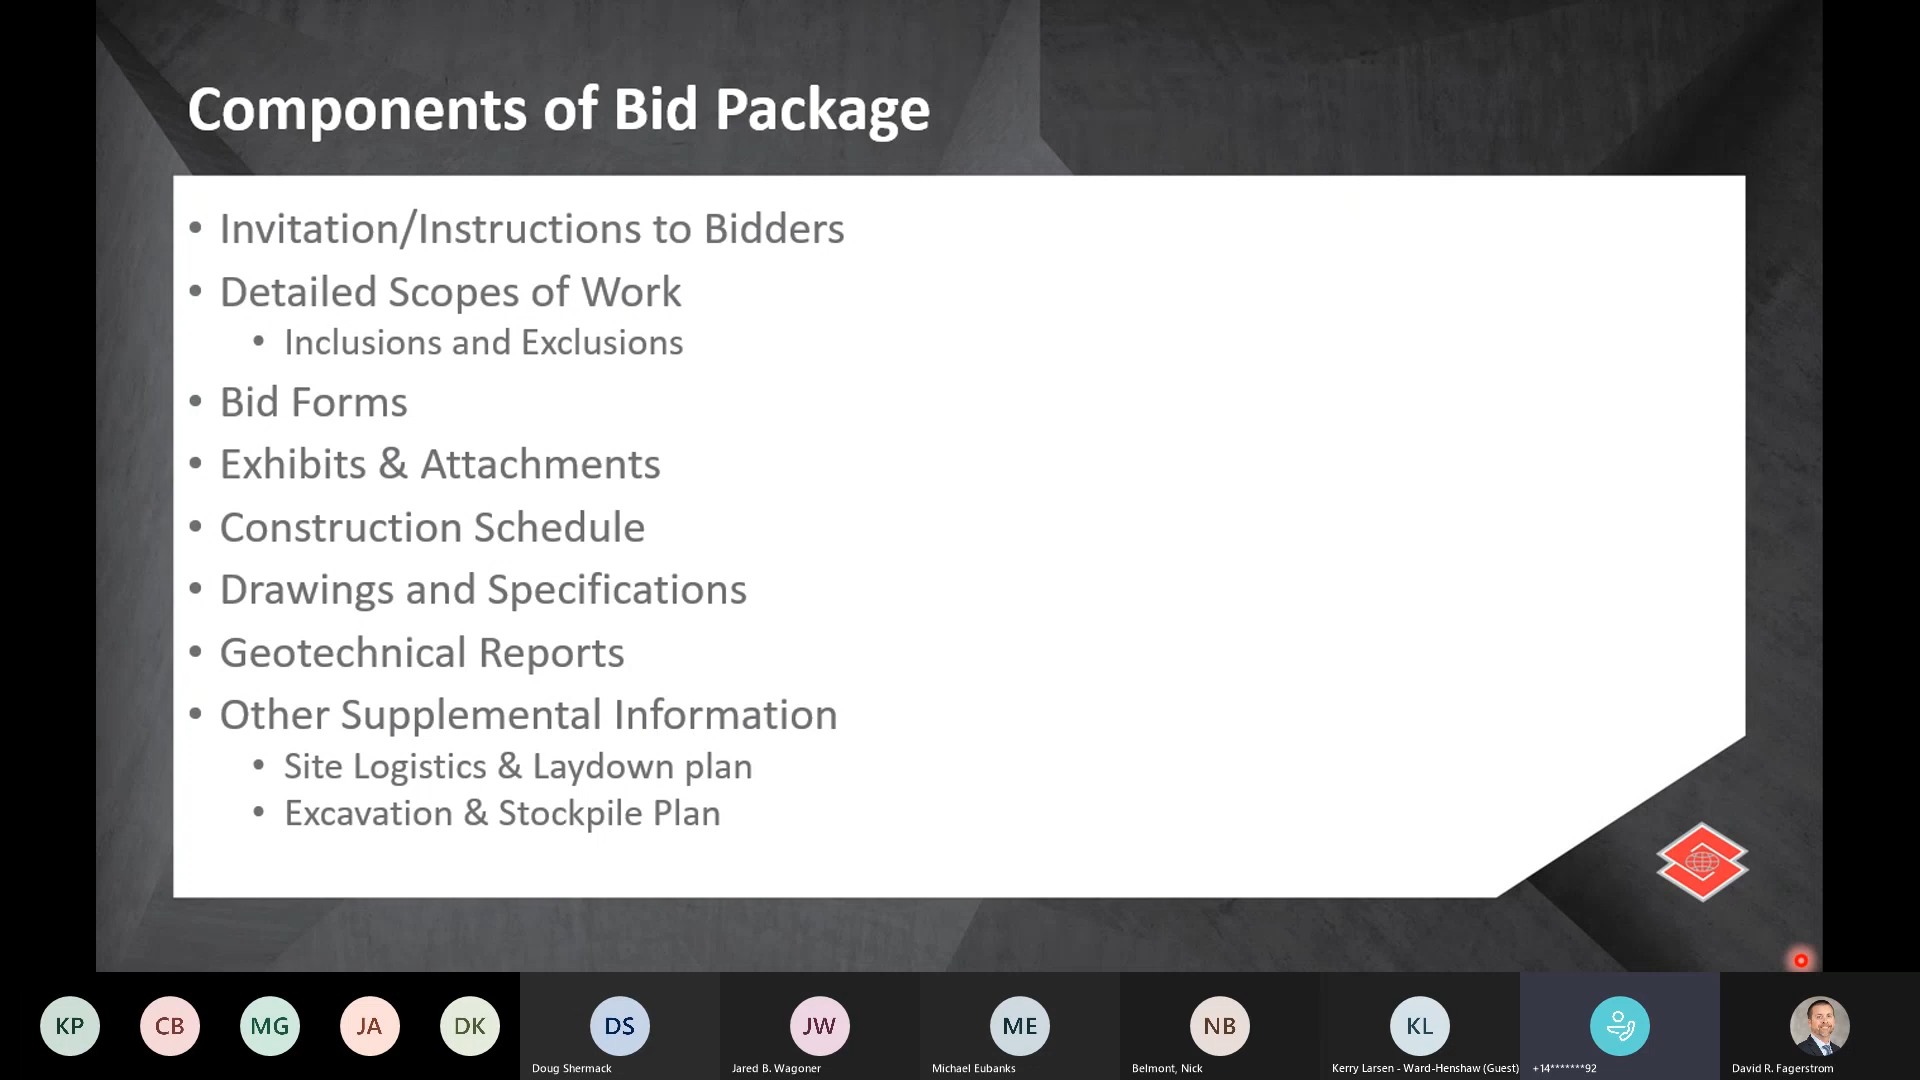 Components of Bid Package
• Invitation/Instructions to Bidders
• Detailed Scopes of Work
• Inclusions and Exclusions
• Bid Forms
• Exhibits & Attachments
• Construction Schedule
• Drawings and Specifications
• Geotechnical Reports
• Other Supplemental Information
• Site Logistics & Laydown plan
• Excavation & Stockpile Plan
KP
CB
MG
JA
DK
DS
JW
ME
NB
KL
Doug Shermack
Jared B. Wagoner
Michael Eubanks
Belmont, Nick
Kerry Larsen - Ward-Henshaw (Guest)
+14*******92
David R. Fagerstrom